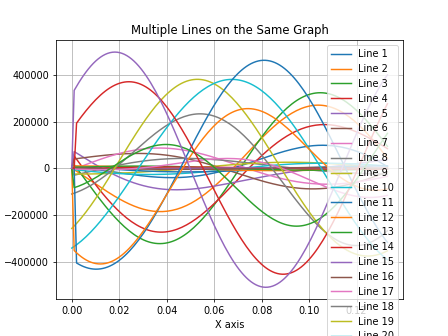 Multiple Lines on the Same Graph
400000
200000
0
−200000
−400000
0.00 0.02 0.04 0.06 0.08 0.10
X axis
Line 1
Line 2
Line 3
Line 4
Line 5
Line 6
Line 7
Line 8
Line 9
Line 10
Line 11
Line 12
Line 13
Line 14
Line 15
Line 16
Line 17
Line 18
Line 19
Line 20